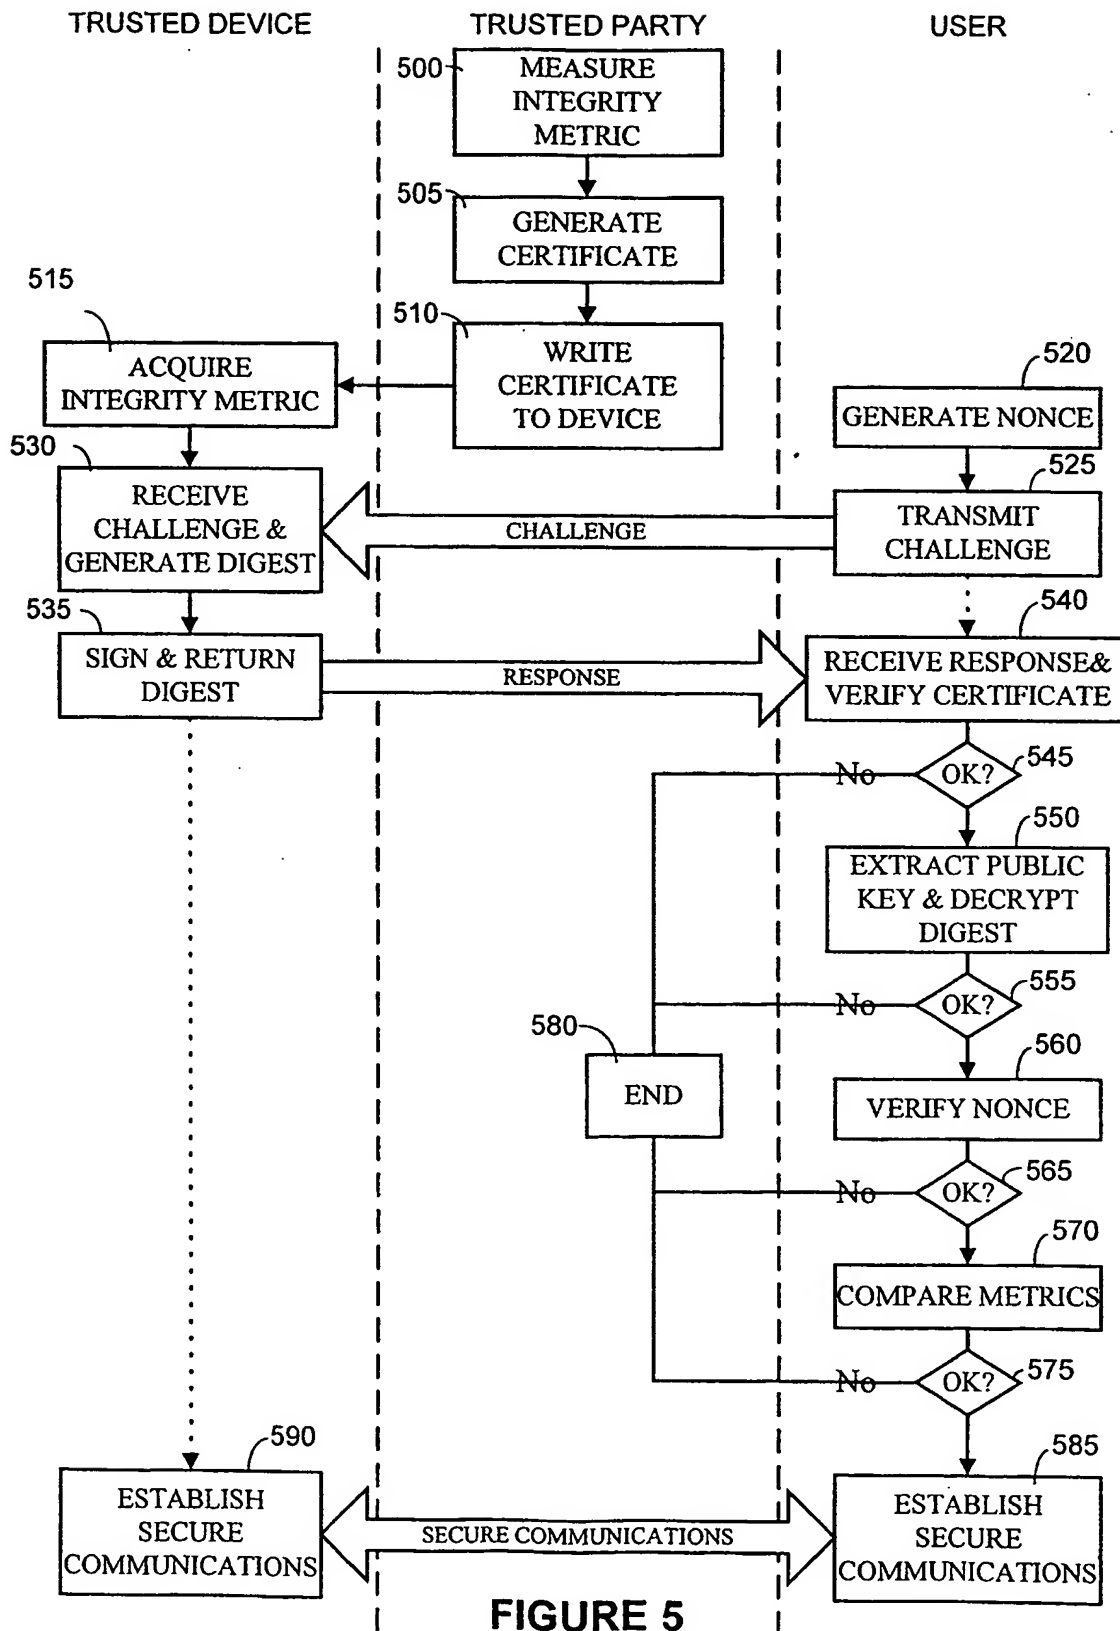 TRUSTED DEVICE
TRUSTED PARTY
USER
500
MEASURE
INTEGRITY
METRIC
505
GENERATE
CERTIFICATE
515
510
WRITE
CERTIFICATE
TO DEVICE
ACQUIRE
INTEGRITY METRIC
520
GENERATE NONCE
530
RECEIVE
CHALLENGE &
GENERATE DIGEST
CHALLENGE
525
TRANSMIT
CHALLENGE
535
SIGN & RETURN
DIGEST
RESPONSE
540
RECEIVE RESPONSE&
VERIFY CERTIFICATE
No
OK?
545
550
EXTRACT PUBLIC
KEY & DECRYPT
DIGEST
No
OK?
555
580
END
560
VERIFY NONCE
No
OK?
565
570
COMPARE METRICS
No
OK?
575
590
ESTABLISH
SECURE
COMMUNICATIONS
SECURE COMMUNICATIONS
585
ESTABLISH
SECURE
COMMUNICATIONS
FIGURE 5